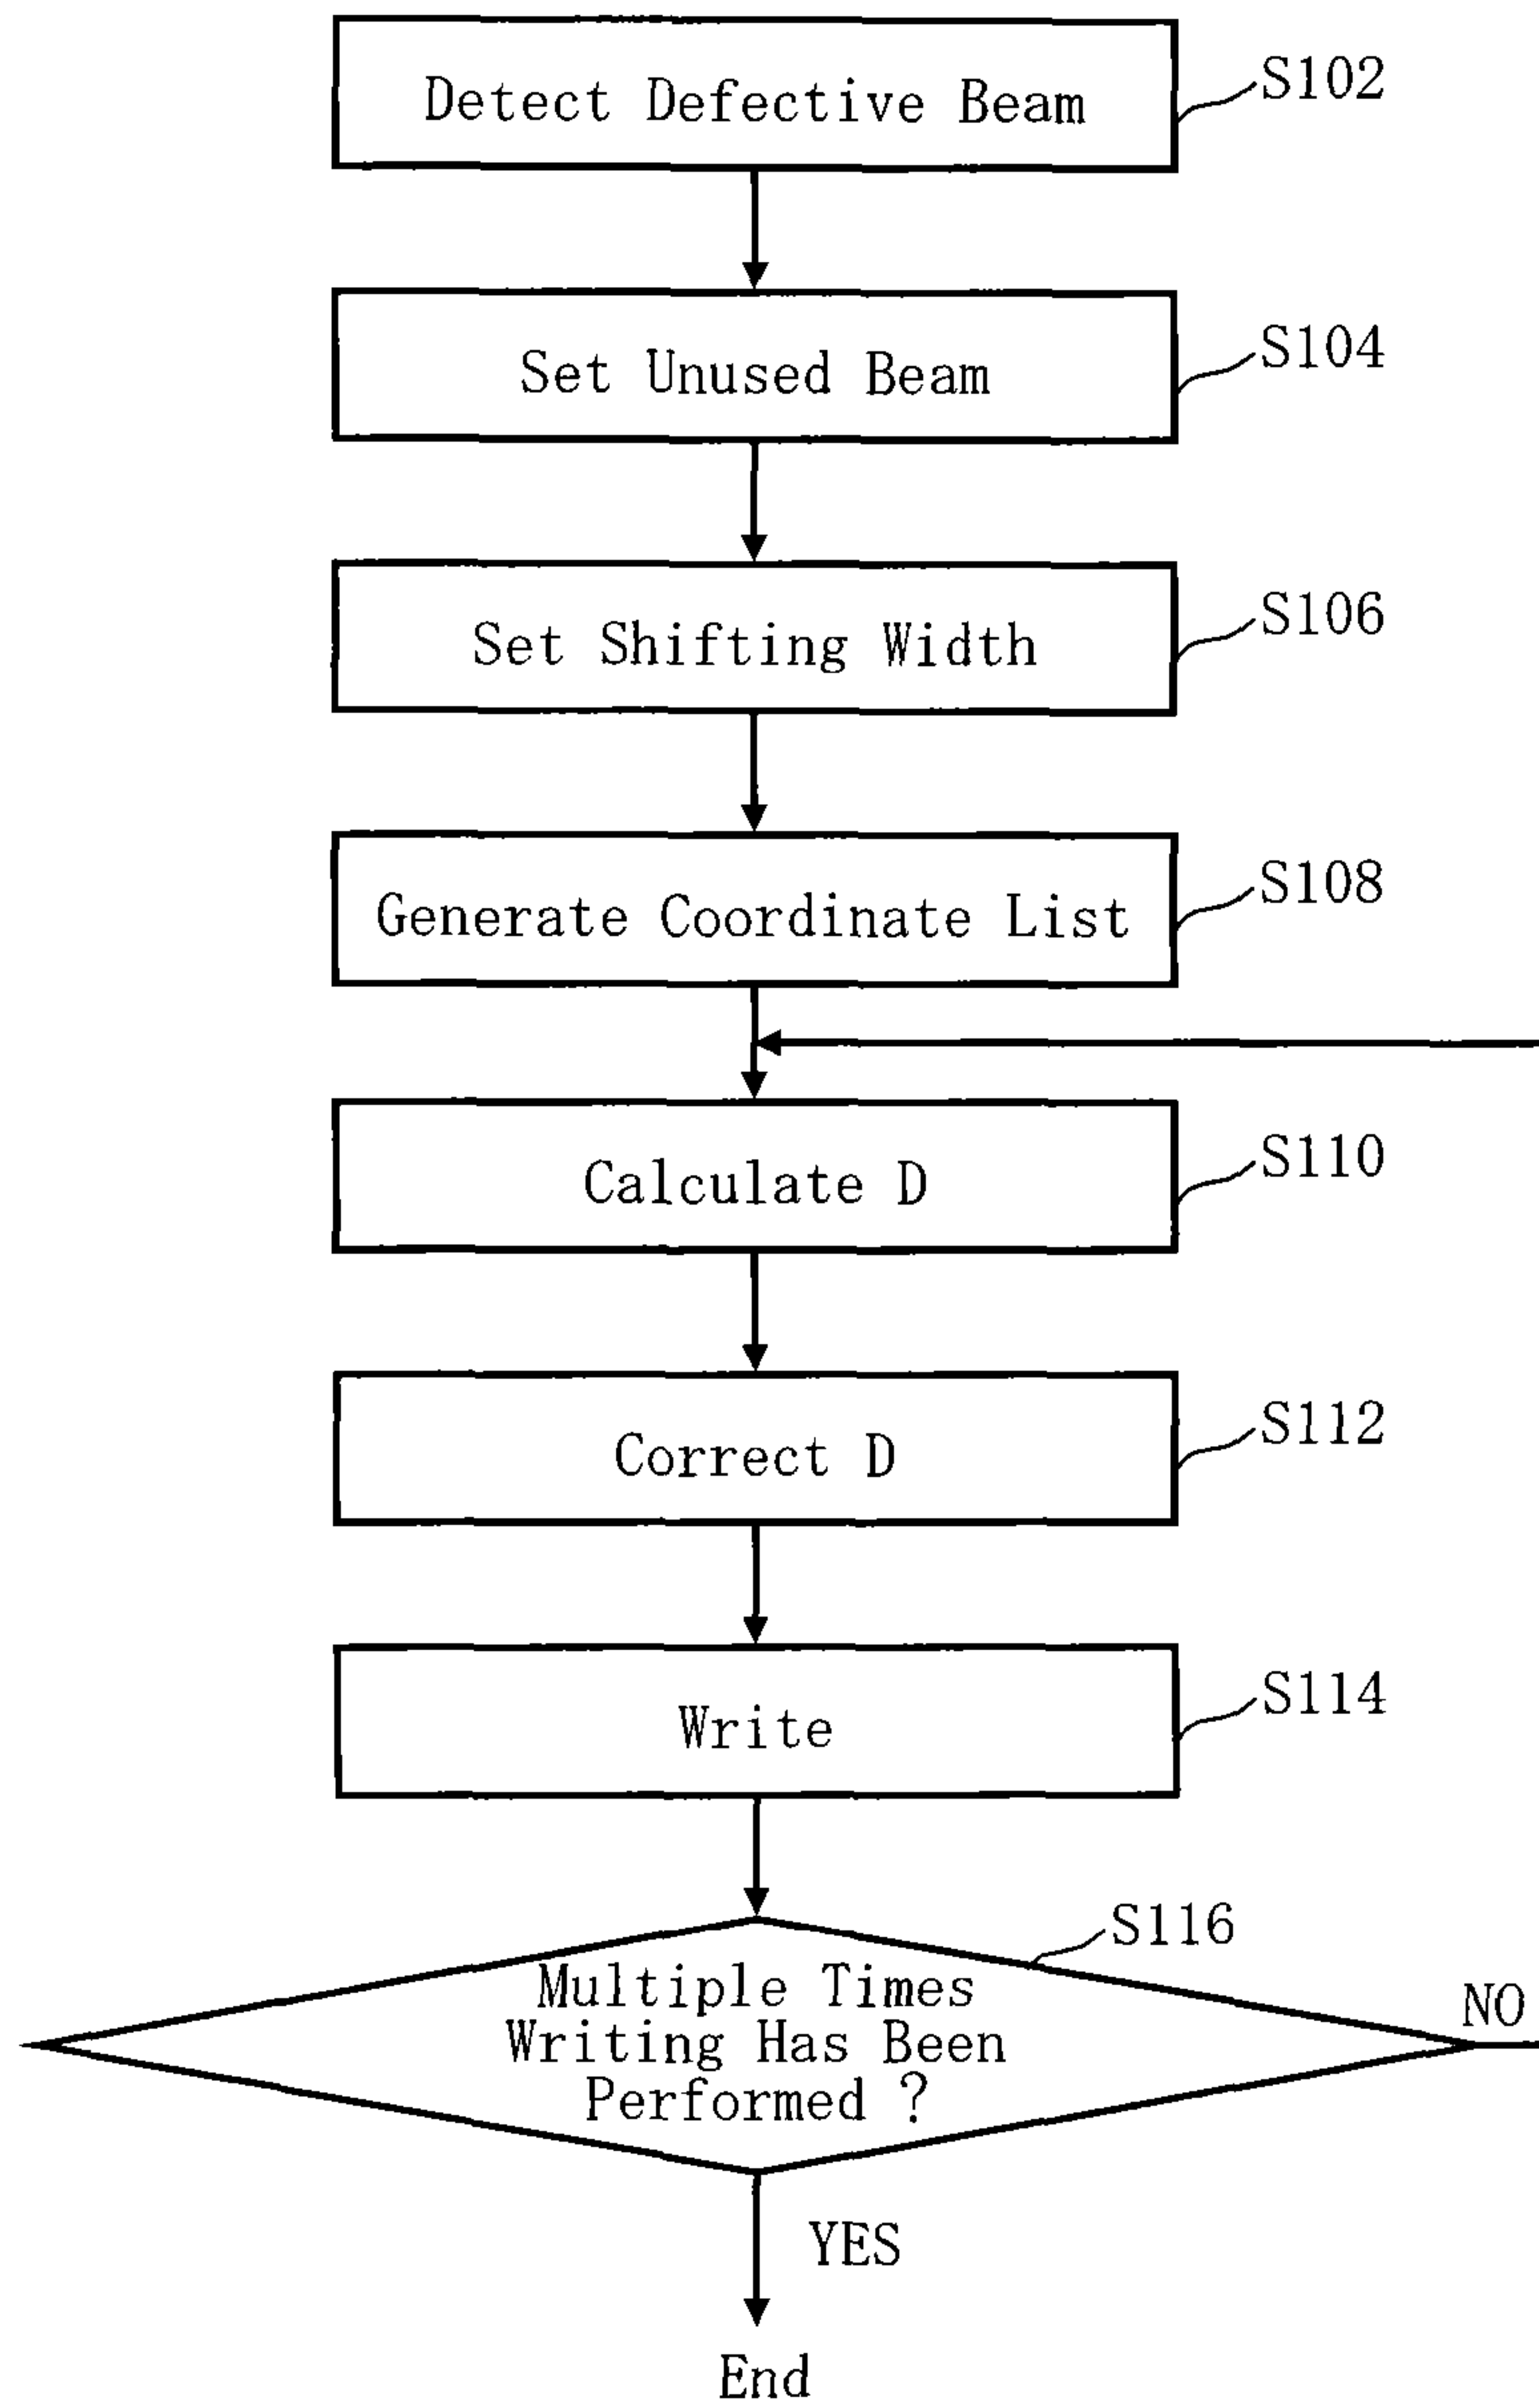 Detect Defective Beam
S102
Set Unused Beam
S104
Set Shifting Width
S106
Generate Coordinate List
S108
Calculate D
S110
Correct D
S112
Write
S114
S116
Multiple Times
Writing Has Been
Performed ?
NO
YES
End